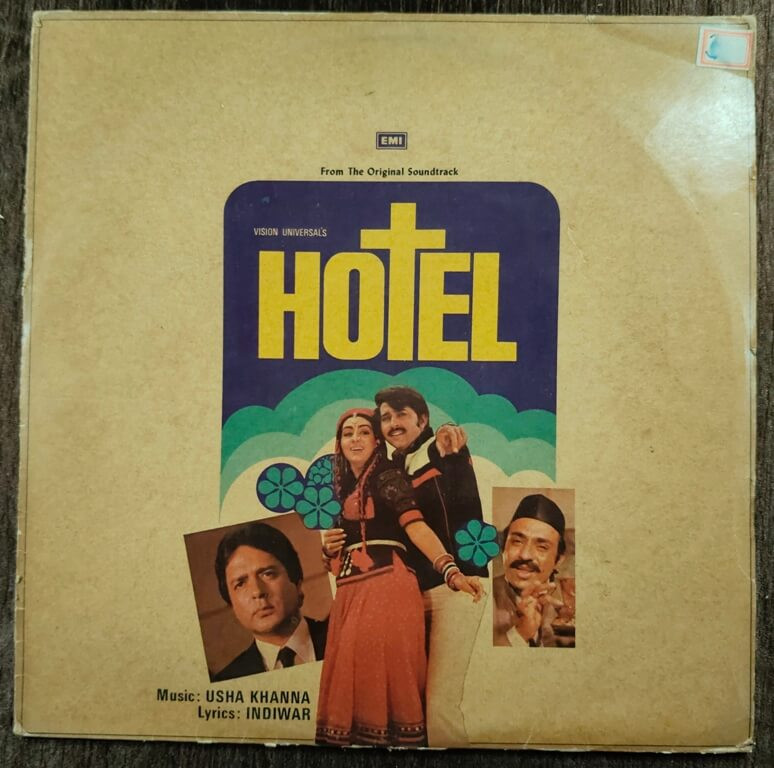 EMI
From The Original Soundtrack
VISION UNIVERSAL'S
HOTEL
Music: USHA KHANNA
Lyrics: INDIWAR